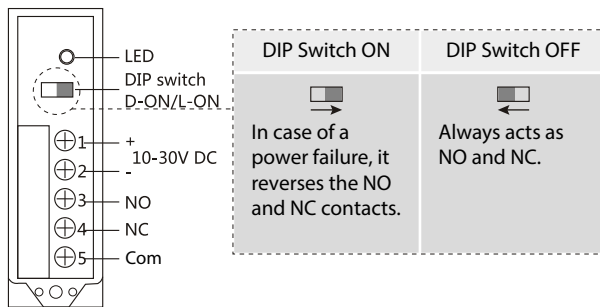 LED
DIP switch
D-ON/L-ON
1 +
10-30V DC
2 -
3 NO
4 NC
5 Com
DIP Switch ON
In case of a
power failure, it
reverses the NO
and NC contacts.
DIP Switch OFF
Always acts as
NO and NC.